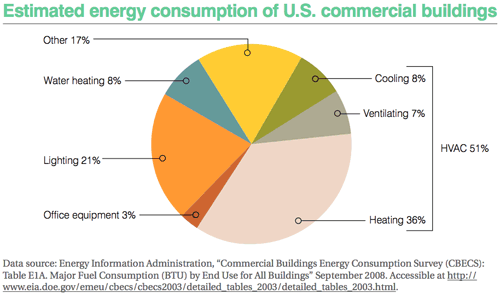 Estimated energy consumption of U.S. commercial buildings
Other 17%
Water heating 8%
Lighting 21%
Office equipment 3%
Cooling 8%
Ventilating 7%
HVAC 51%
Heating 36%
Data source: Energy Information Administration, “Commercial Buildings Energy Consumption Survey (CBECS):
Table E1A. Major Fuel Consumption (BTU) by End Use for All Buildings” September 2008. Accessible at http://
www.eia.doe.gov/emeu/cbecs/cbecs2003/detailed_tables_2003/detailed_tables_2003.html.